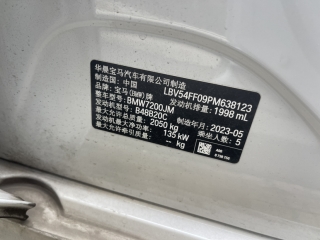 华晨宝马汽车有限公司制造
制造国：中国 LBV54FF09PM638123
品牌：宝马(BMW)牌 发动机排量：1998 mL
整车型号：BMW7200JM
发动机型号：B48B20C 制造年月：2023-05
最大允许总质量：2050 kg 乘坐人数：5
发动机最大净功率：135 kW
最大允许牵引质量：-- kg